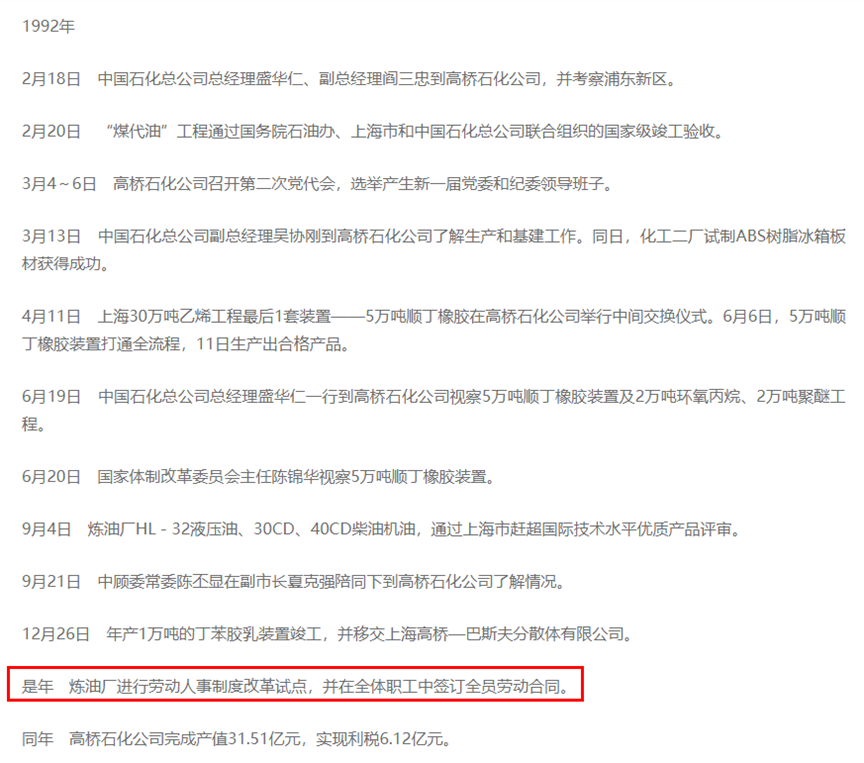 1992年
2月18日　中国石化总公司总经理盛华仁、副总经理阎三忠到高桥石化公司，并考察浦东新区。
2月20日　“煤代油”工程通过国务院石油办、上海市和中国石化总公司联合组织的国家级竣工验收。
3月4～6日　高桥石化公司召开第二次党代会，选举产生新一届党委和纪委领导班子。
3月13日　中国石化总公司副总经理吴协刚到高桥石化公司了解生产和基建工作。同日，化工二厂试制ABS树脂冰箱板
材获得成功。
4月11日　上海30万吨乙烯工程最后1套装置——5万吨顺丁橡胶在高桥石化公司举行中间交换仪式。6月6日，5万吨顺
丁橡胶装置打通全流程，11日生产出合格产品。
6月19日　中国石化总公司总经理盛华仁一行到高桥石化公司视察5万吨顺丁橡胶装置及2万吨环氧丙烷、2万吨聚醚工
程。
6月20日　国家体制改革委员会主任陈锦华视察5万吨顺丁橡胶装置。
9月4日　炼油厂HL－32液压油、30CD、40CD柴油机油，通过上海市赶超国际技术水平优质产品评审。
9月21日　中顾委常委陈丕显在副市长夏克强陪同下到高桥石化公司了解情况。
12月26日　年产1万吨的丁苯胶乳装置竣工，并移交上海高桥—巴斯夫分散体有限公司。
是年　炼油厂进行劳动人事制度改革试点，并在全体职工中签订全员劳动合同。
同年　高桥石化公司完成产值31.51亿元，实现利税6.12亿元。